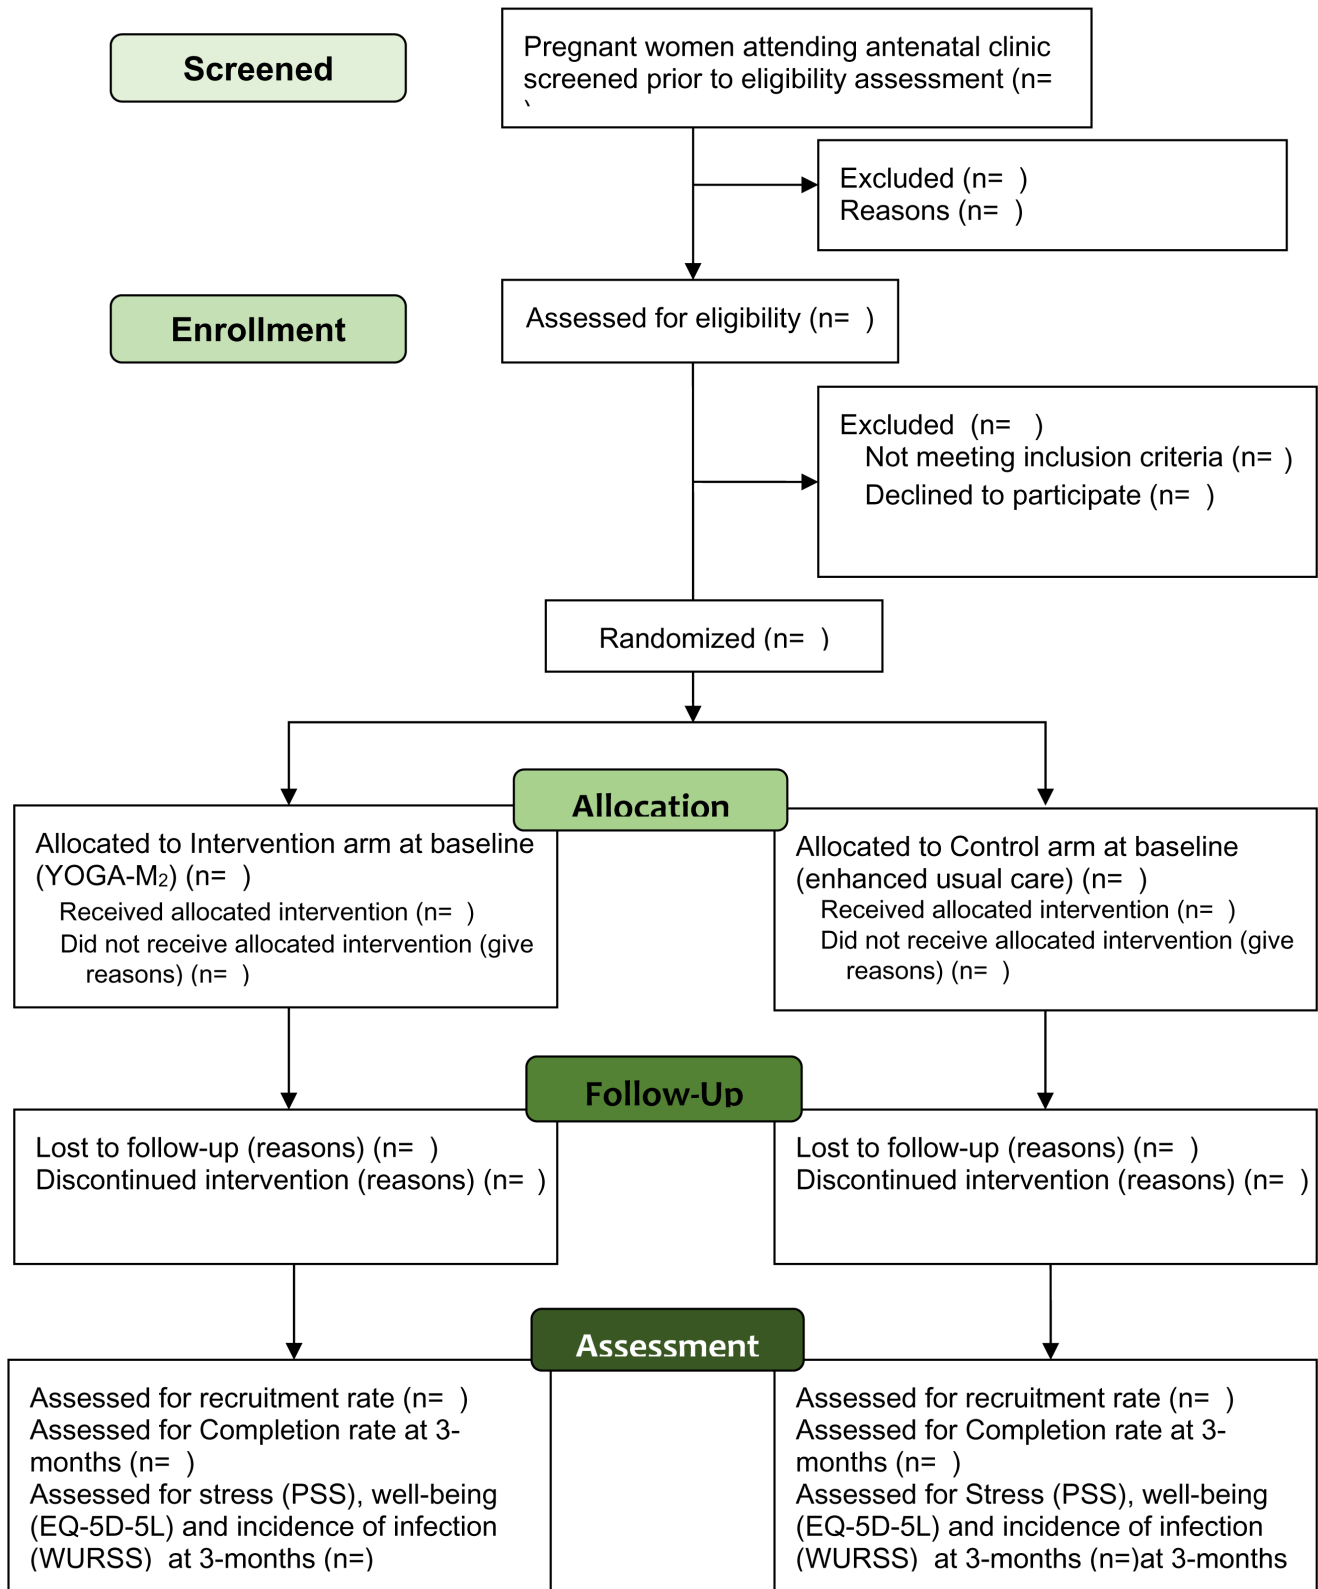 Screened
Pregnant women attending antenatal clinic
screened prior to eligibility assessment (n=
)
Excluded (n=  )
Reasons (n=  )
Enrollment
Assessed for eligibility (n=  )
Excluded  (n=   )
Not meeting inclusion criteria (n=  )
Declined to participate (n=  )
Randomized (n=  )
Allocation
Allocated to Intervention arm at baseline
(YOGA-M₂) (n=  )
Received allocated intervention (n=  )
Did not receive allocated intervention (give
reasons) (n=  )
Allocated to Control arm at baseline
(enhanced usual care) (n=  )
Received allocated intervention (n=  )
Did not receive allocated intervention (give
reasons) (n=  )
Follow-Up
Lost to follow-up (reasons) (n=  )
Discontinued intervention (reasons) (n=  )
Lost to follow-up (reasons) (n=  )
Discontinued intervention (reasons) (n=  )
Assessment
Assessed for recruitment rate (n=  )
Assessed for Completion rate at 3-
months (n=  )
Assessed for stress (PSS), well-being
(EQ-5D-5L) and incidence of infection
(WURSS)  at 3-months (n=)
Assessed for recruitment rate (n=  )
Assessed for Completion rate at 3-
months (n=  )
Assessed for Stress (PSS), well-being
(EQ-5D-5L) and incidence of infection
(WURSS)  at 3-months (n=)at 3-months